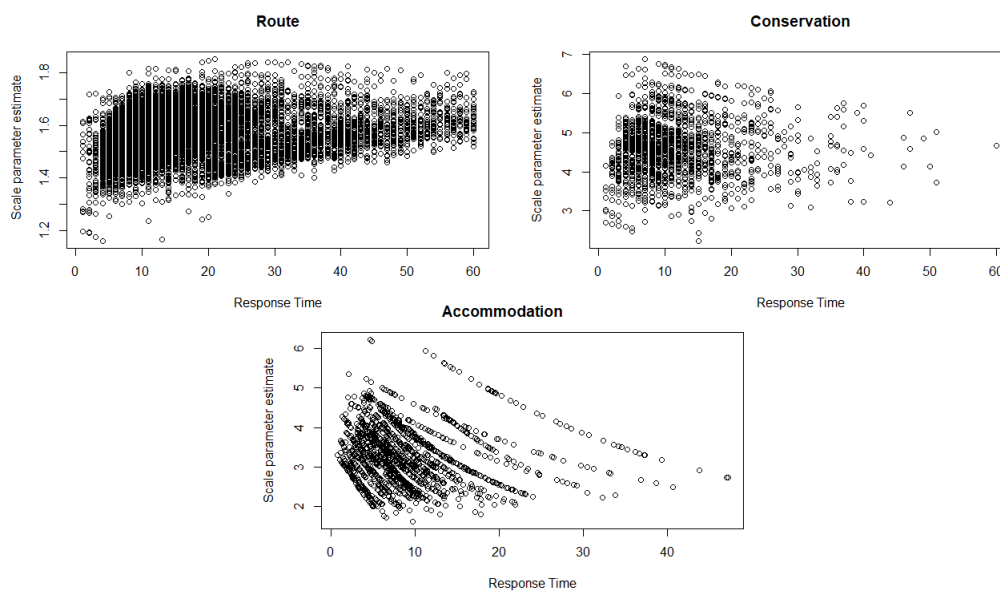 Route
Scale parameter estimate
1.2 1.4 1.6 1.8
0 10 20 30 40 50 60
Response Time
Conservation
Scale parameter estimate
3 4 5 6 7
0 10 20 30 40 50 60
Response Time
Accommodation
Scale parameter estimate
2 3 4 5 6
0 10 20 30 40
Response Time